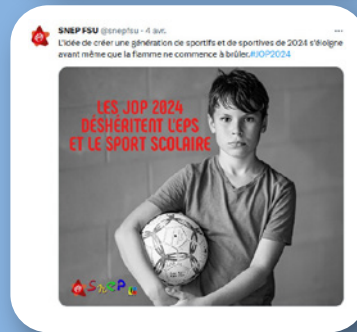 SNEP FSU @snepfsu · 4 avr.
L'idée de créer une génération de sportifs et de sportives de 2024 s'éloigne
avant même que la flamme ne commence à brûler.#JOP2024
LES JOP 2024
DÉSHÉRITENT L'EPS
ET LE SPORT SCOLAIRE
SNEP